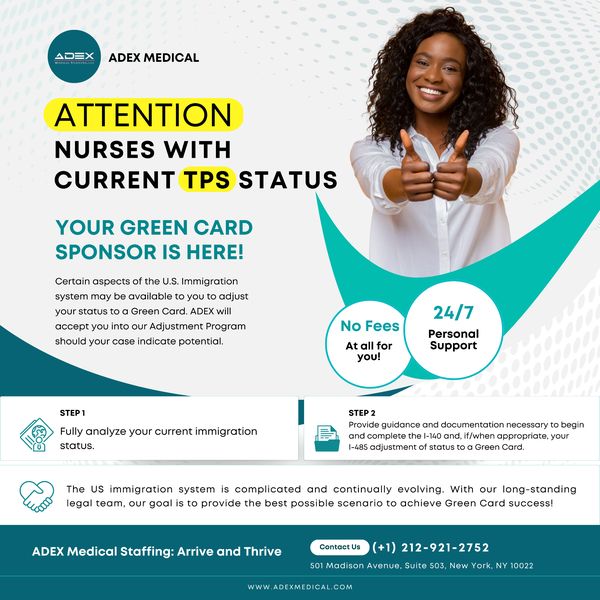 ADEX
ADEX MEDICAL
ATTENTION
NURSES WITH
CURRENT TPS STATUS
YOUR GREEN CARD
SPONSOR IS HERE!
Certain aspects of the U.S. Immigration
system may be available to you to adjust
your status to a Green Card. ADEX will
accept you into our Adjustment Program
should your case indicate potential.
No Fees
At all for
you!
24/7
Personal
Support
STEP 1
Fully analyze your current immigration
status.
STEP 2
Provide guidance and documentation necessary to begin
and complete the I-140 and, if/when appropriate, your
I-485 adjustment of status to a Green Card.
The US immigration system is complicated and continually evolving. With our long-standing
legal team, our goal is to provide the best possible scenario to achieve Green Card success!
ADEX Medical Staffing: Arrive and Thrive
Contact Us (+1) 212-921-2752
501 Madison Avenue, Suite 503, New York, NY 10022
WWW.ADEXMEDICAL.COM